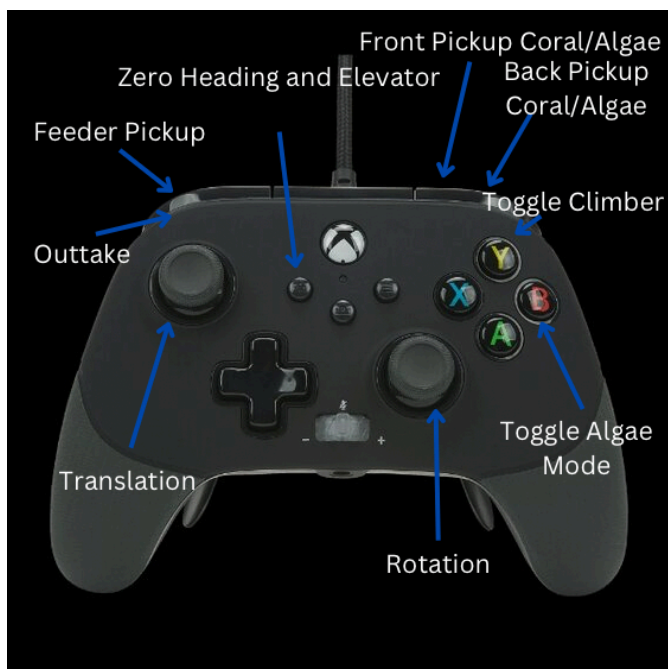 Front Pickup Coral/Algae
Zero Heading and Elevator
Back Pickup
Coral/Algae
Feeder Pickup
Toggle Climber
Outtake
Y
X
B
A
Toggle Algae
Mode
Translation
- +
Rotation